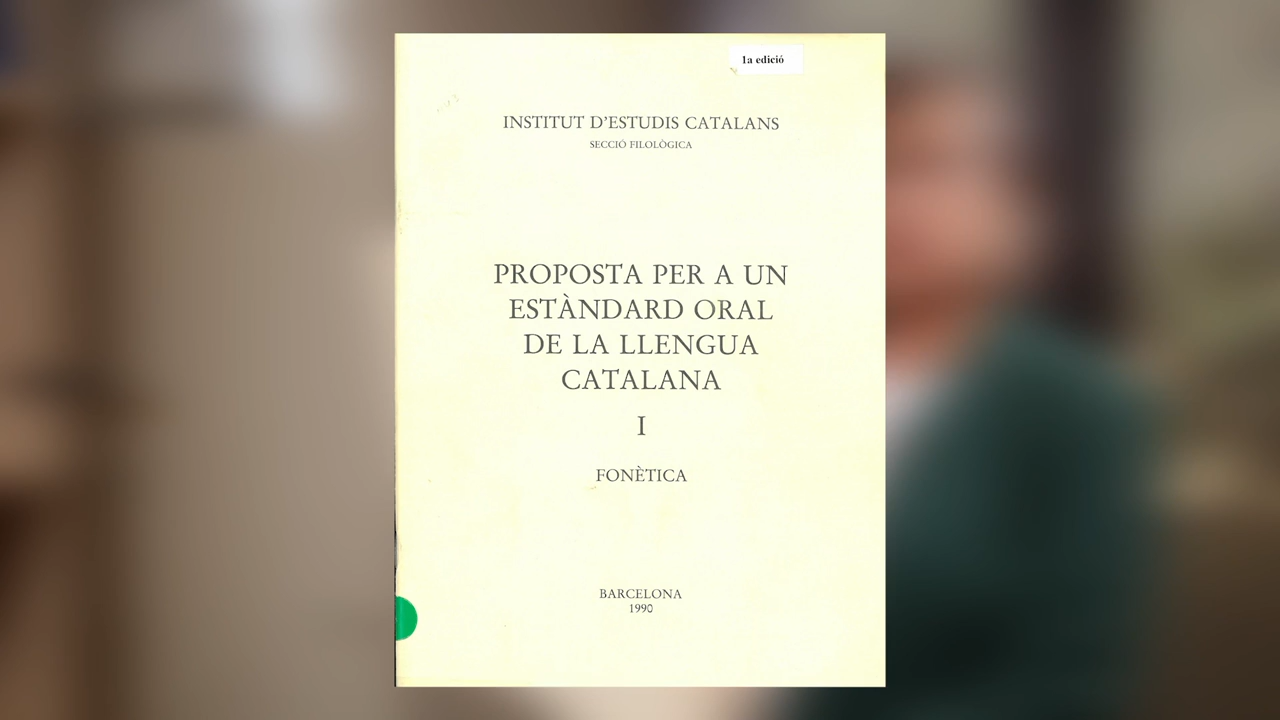 1a edició
INSTITUT D'ESTUDIS CATALANS
SECCIÓ FILOLÒGICA
PROPOSTA PER A UN
ESTÀNDARD ORAL
DE LA LLENGUA
CATALANA
I
FONÈTICA
BARCELONA
1990